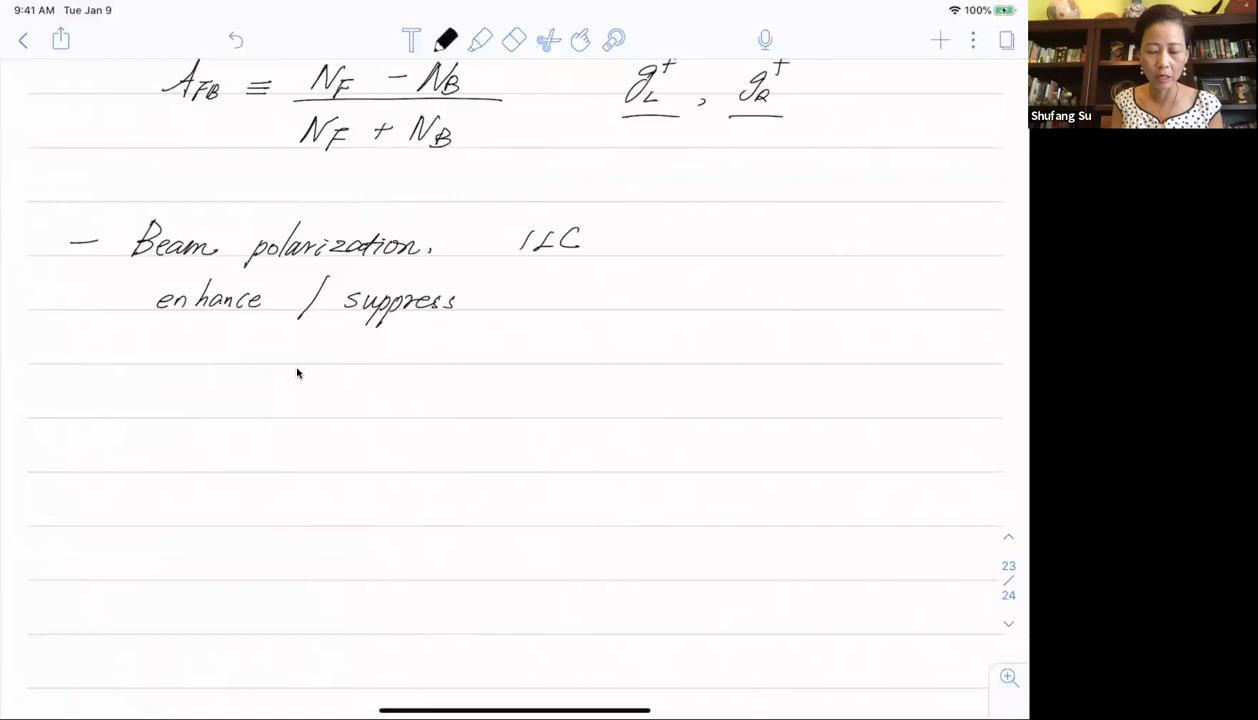 9:41 AM Tue Jan 9
100%
A_FB ≡ (N_F - N_B) / (N_F + N_B)
g_L^f , g_R^f
- Beam polarization. ILC
enhance / suppress
23
/
24
Shufang Su